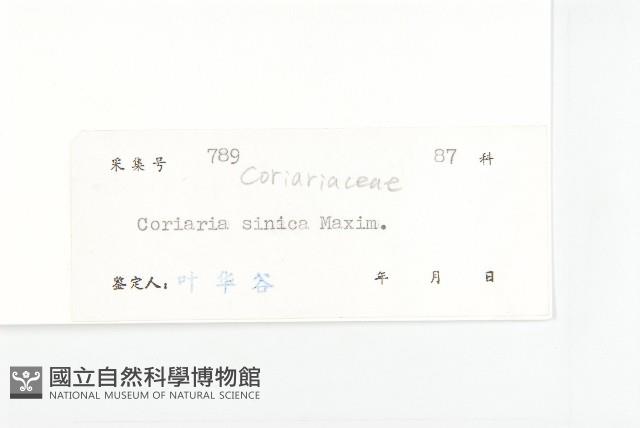 采集号 789 87 科
Coriariaceae
Coriaria sinica Maxim.
鉴定人：叶华谷 年 月 日
國立自然科學博物館
NATIONAL MUSEUM OF NATURAL SCIENCE